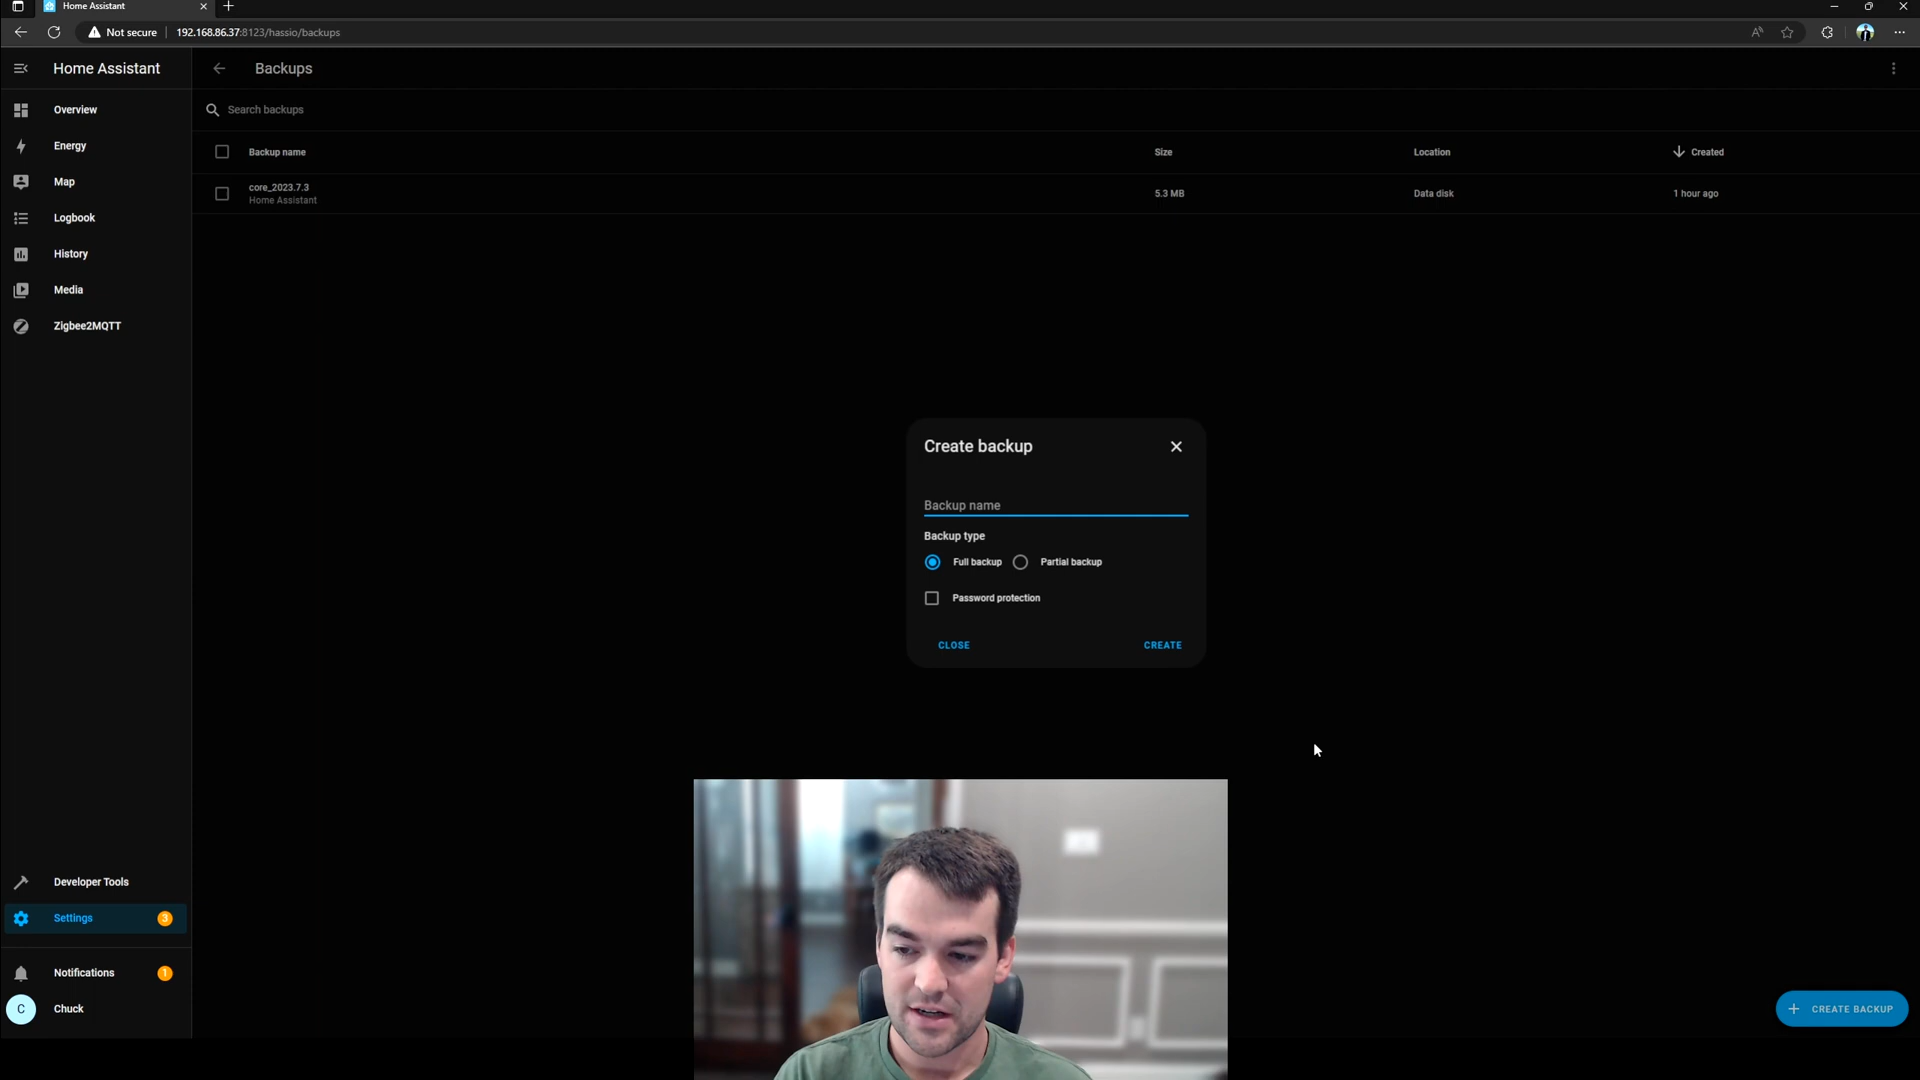 Home Assistant
Not secure
192.168.86.37:8123/hassio/backups
Home Assistant
Backups
Search backups
Overview
Energy
Map
Logbook
History
Media
Zigbee2MQTT
Backup name
Size
Location
Created
core_2023.7.3
Home Assistant
5.3 MB
Data disk
1 hour ago
Create backup
Backup name
Backup type
Full backup
Partial backup
Password protection
CLOSE
CREATE
Developer Tools
Settings
3
Notifications
1
C
Chuck
CREATE BACKUP